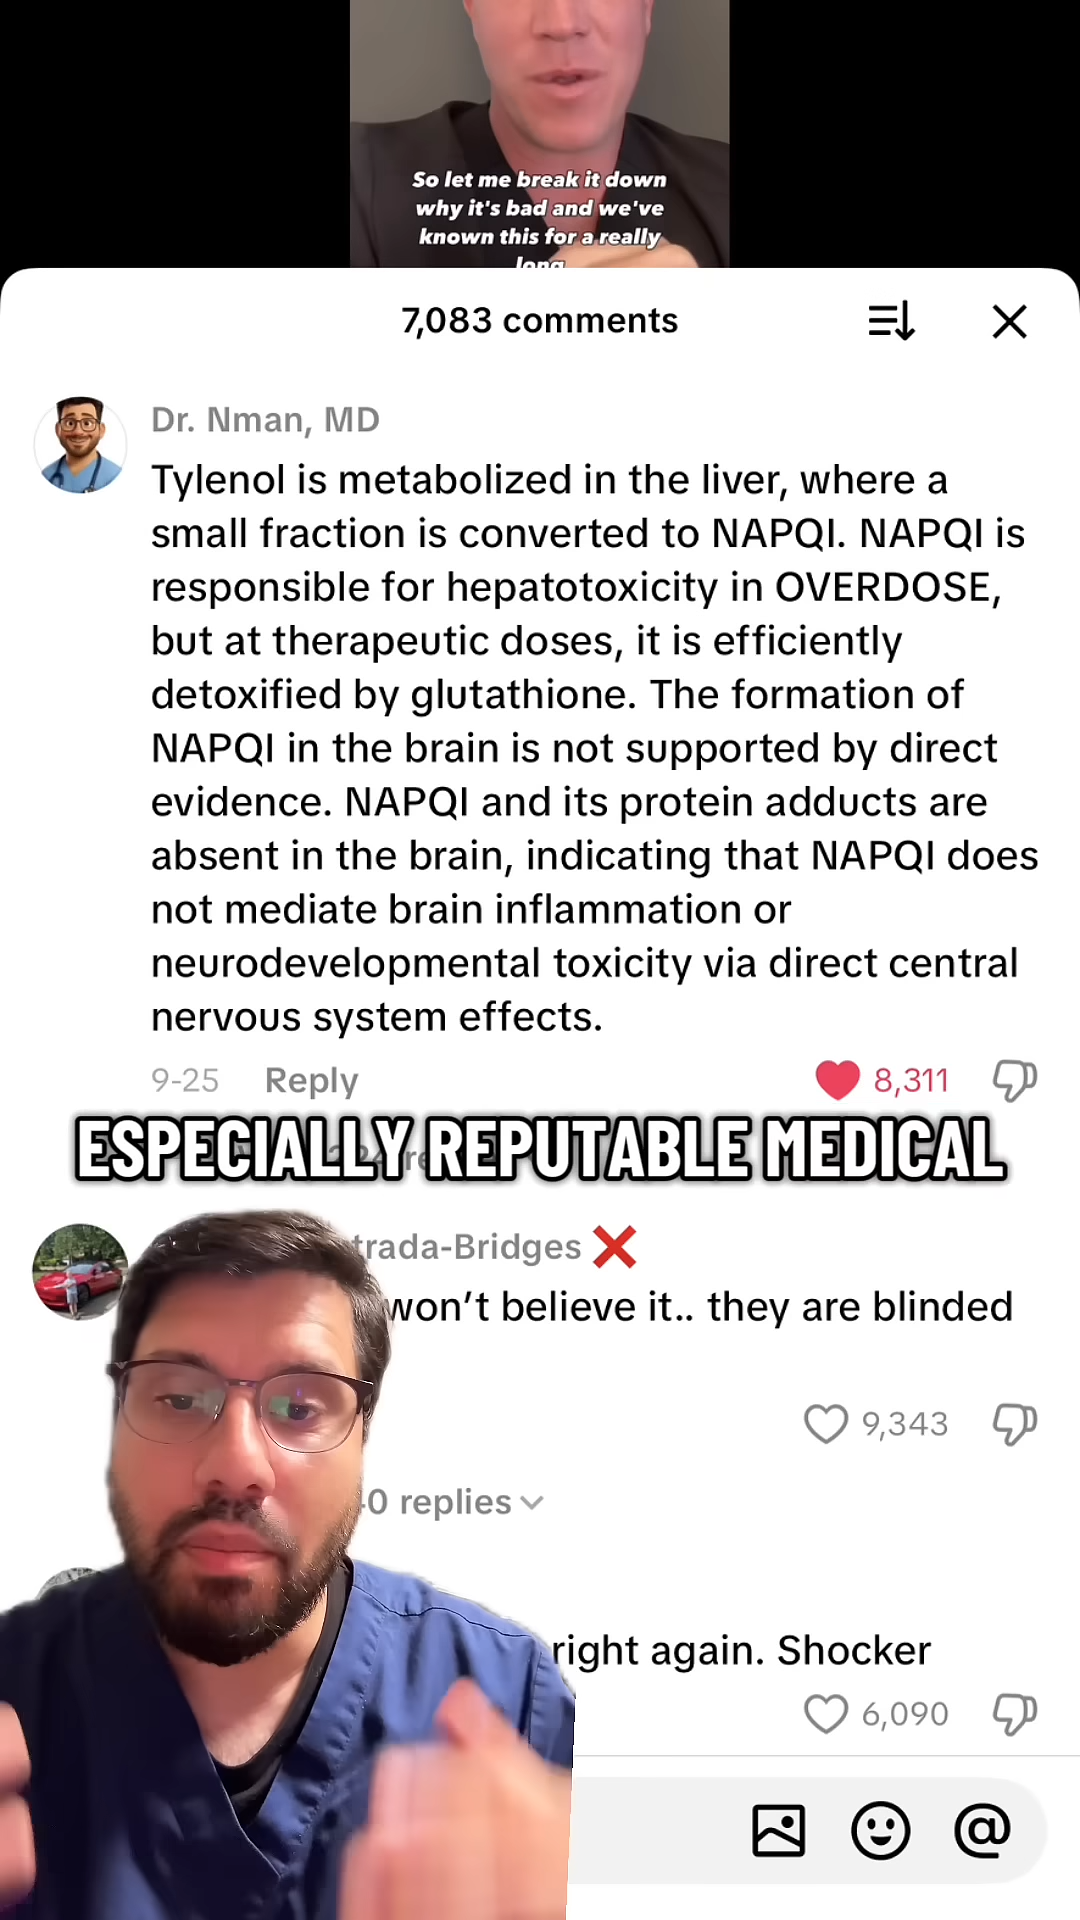 So let me break it down
why it's bad and we've
known this for a really
long
7,083 comments
Dr. Nman, MD
Tylenol is metabolized in the liver, where a
small fraction is converted to NAPQI. NAPQI is
responsible for hepatotoxicity in OVERDOSE,
but at therapeutic doses, it is efficiently
detoxified by glutathione. The formation of
NAPQI in the brain is not supported by direct
evidence. NAPQI and its protein adducts are
absent in the brain, indicating that NAPQI does
not mediate brain inflammation or
neurodevelopmental toxicity via direct central
nervous system effects.
9-25 Reply 8,311
ESPECIALLY REPUTABLE MEDICAL
trada-Bridges ❌
won't believe it.. they are blinded
9,343
0 replies
right again. Shocker
6,090
@